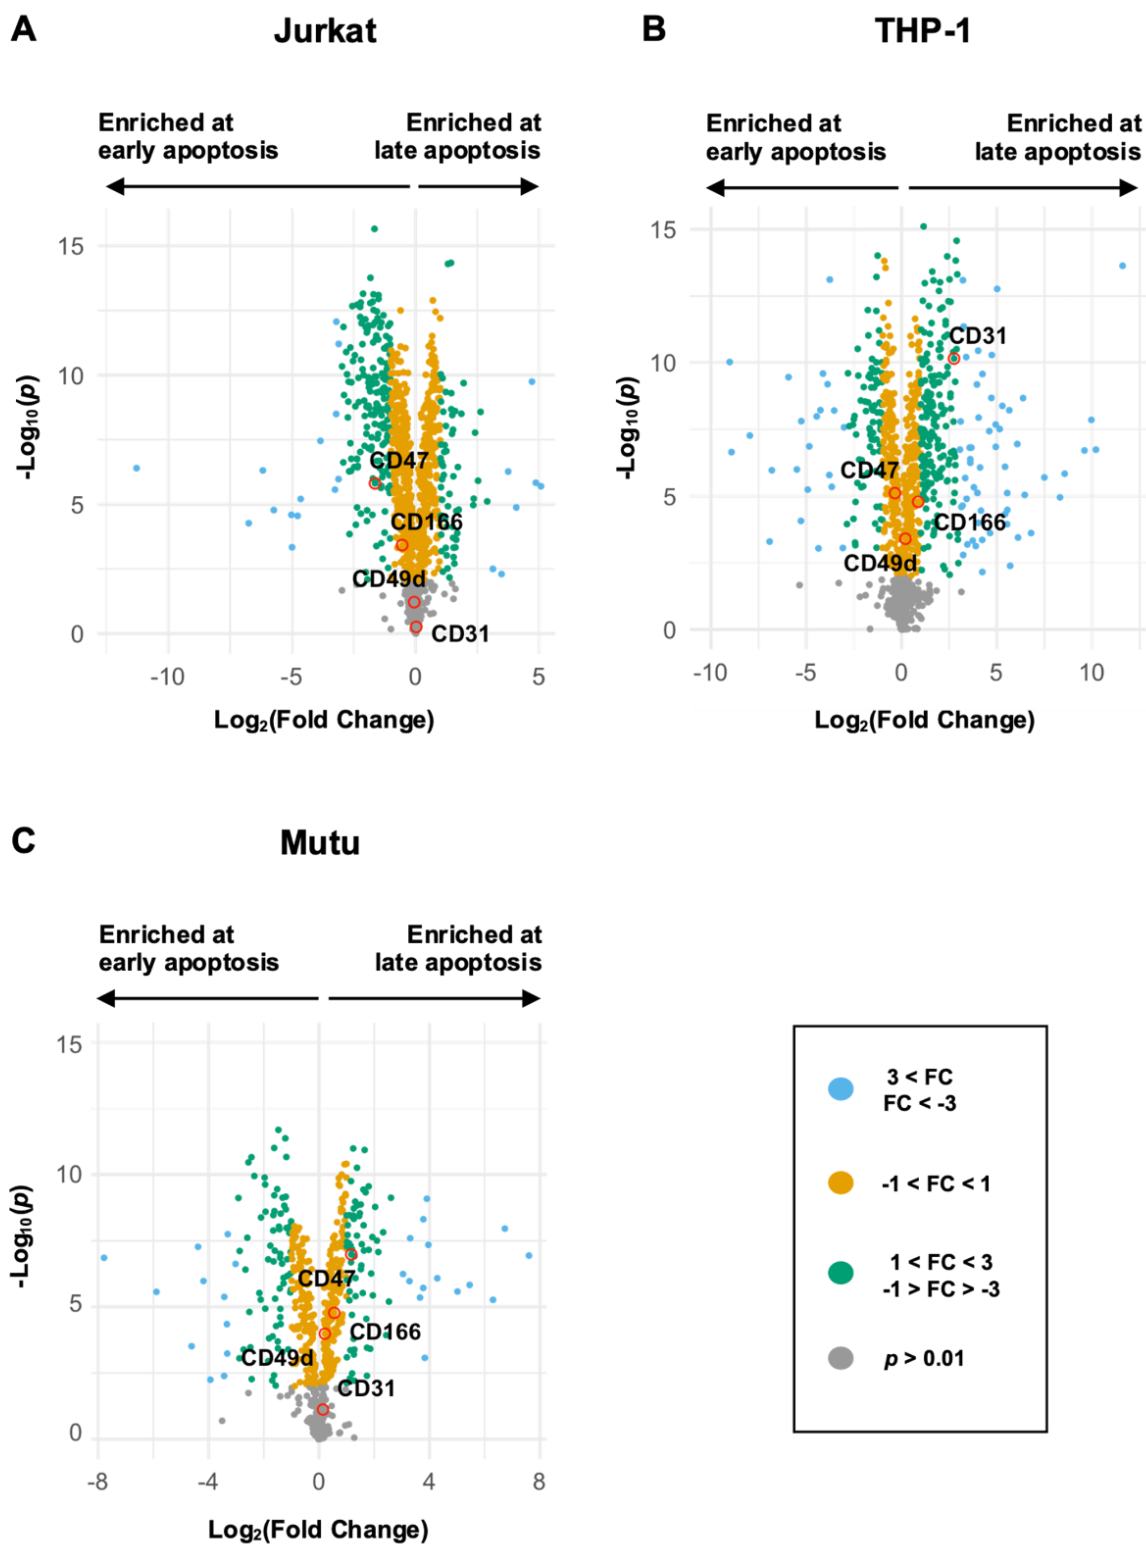 A
Jurkat
Enriched at
early apoptosis
Enriched at
late apoptosis
15
10
5
0
-Log₁₀(p)
CD47
CD166
CD49d
CD31
-10
-5
0
5
Log₂(Fold Change)
B
THP-1
Enriched at
early apoptosis
Enriched at
late apoptosis
15
10
5
0
-Log₁₀(p)
CD31
CD47
CD166
CD49d
-10
-5
0
5
10
Log₂(Fold Change)
C
Mutu
Enriched at
early apoptosis
Enriched at
late apoptosis
15
10
5
0
-Log₁₀(p)
CD47
CD166
CD49d
CD31
-8
-4
0
4
8
Log₂(Fold Change)
3 < FC
FC < -3
-1 < FC < 1
1 < FC < 3
-1 > FC > -3
p > 0.01